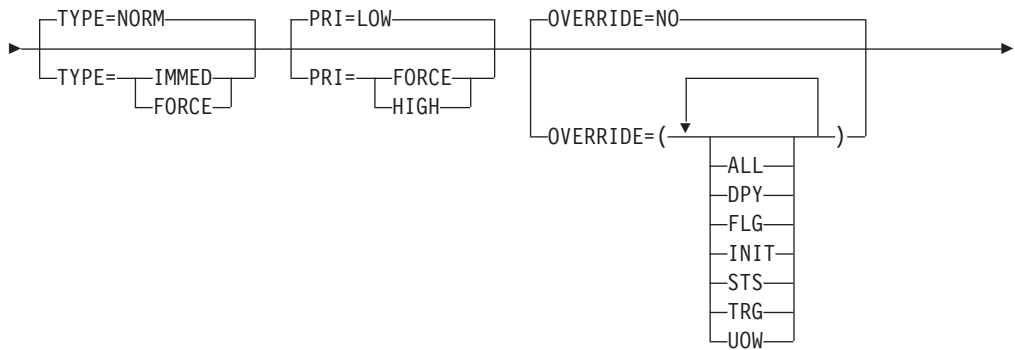 TYPE=NORM PRI=LOW OVERRIDE=NO
TYPE= IMMED PRI= FORCE
FORCE HIGH
OVERRIDE=( )
ALL
DPY
FLG
INIT
STS
TRG
UOW